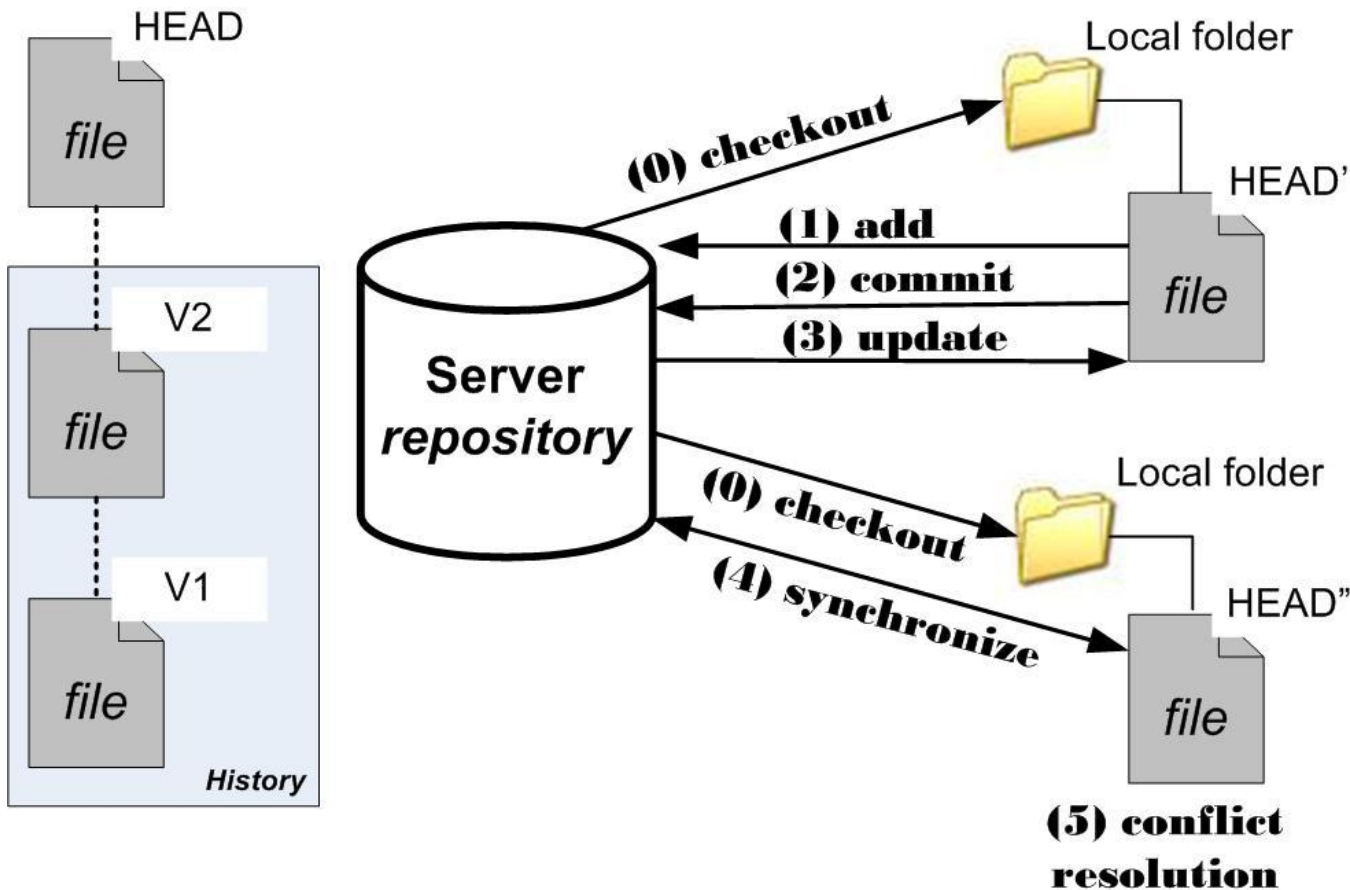 HEAD
file
V2
file
V1
file
History
Server
repository
(0) checkout
Local folder
HEAD’
file
(1) add
(2) commit
(3) update
(0) checkout
(4) synchronize
Local folder
HEAD”
file
(5) conflict
resolution